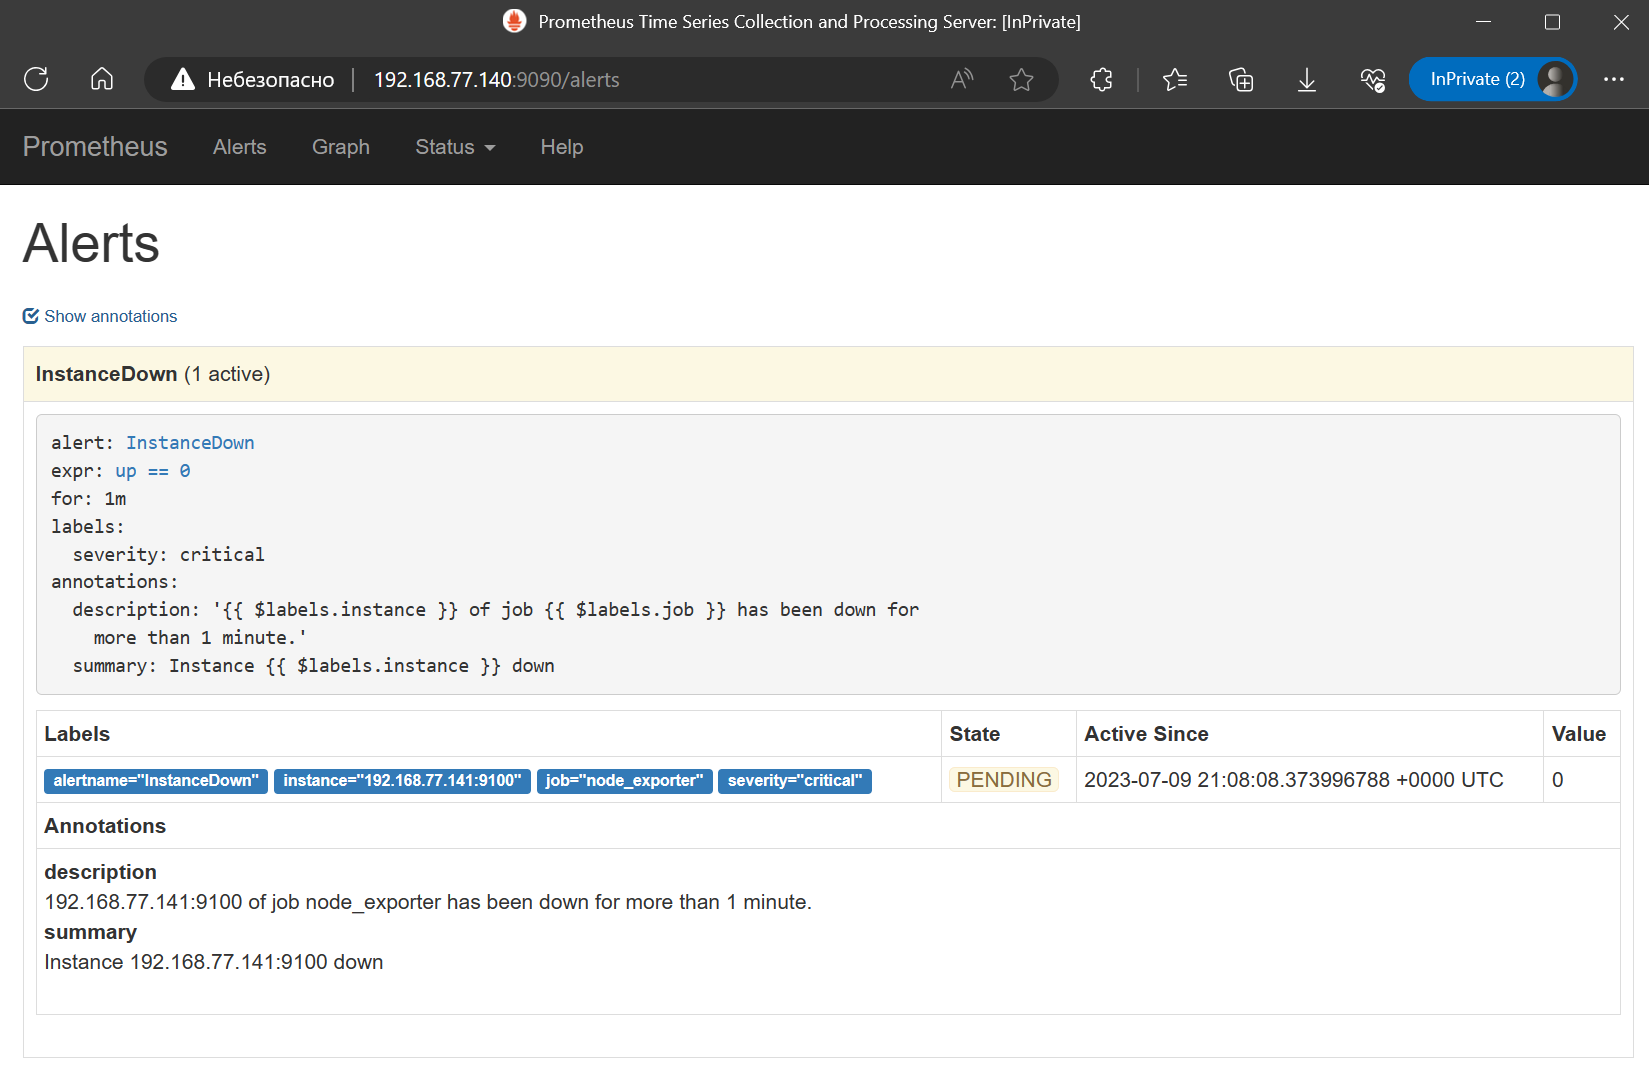 Prometheus Time Series Collection and Processing Server: [InPrivate]
Небезопасно 192.168.77.140:9090/alerts InPrivate (2)
Prometheus Alerts Graph Status Help
Alerts
Show annotations
InstanceDown (1 active)
alert: InstanceDown
expr: up == 0
for: 1m
labels:
  severity: critical
annotations:
  description: '{{ $labels.instance }} of job {{ $labels.job }} has been down for
    more than 1 minute.'
  summary: Instance {{ $labels.instance }} down
Labels State Active Since Value
alertname="InstanceDown" instance="192.168.77.141:9100" job="node_exporter" severity="critical" PENDING 2023-07-09 21:08:08.373996788 +0000 UTC 0
Annotations
description
192.168.77.141:9100 of job node_exporter has been down for more than 1 minute.
summary
Instance 192.168.77.141:9100 down